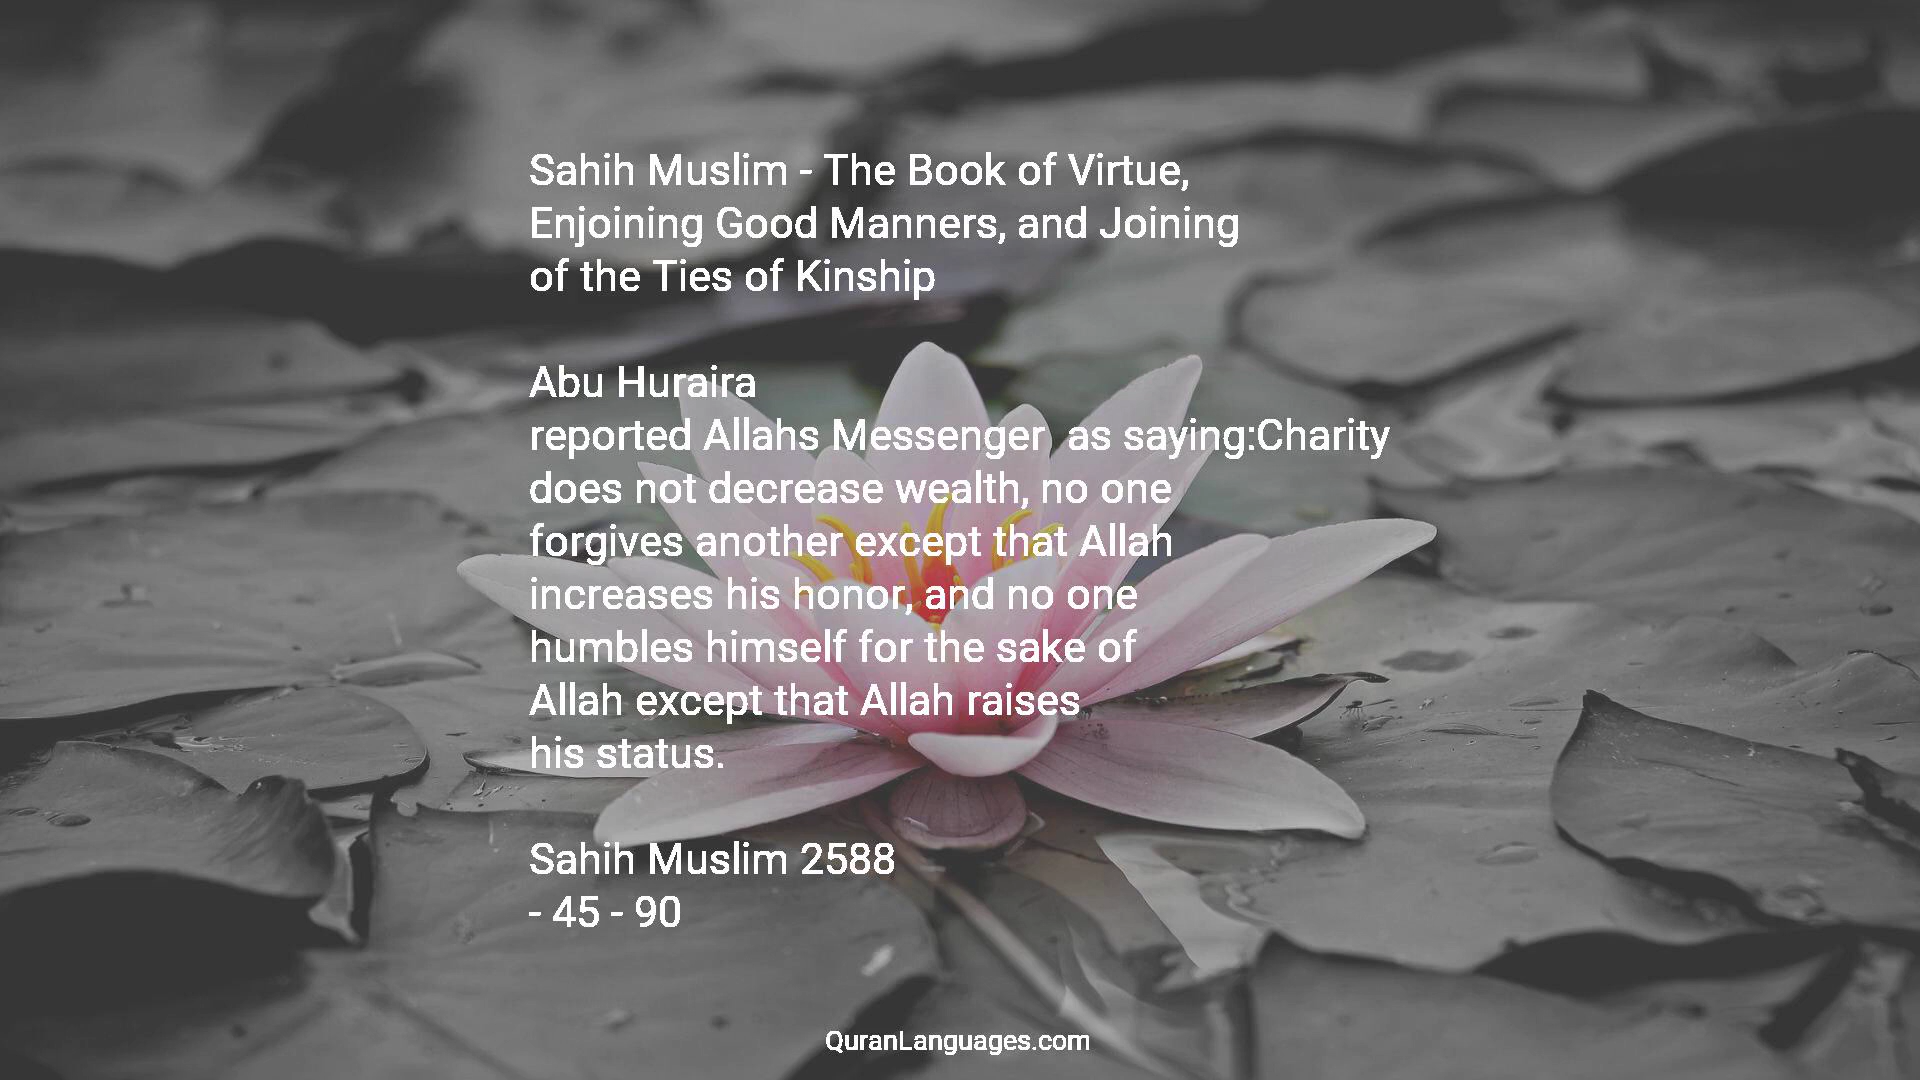 Sahih Muslim - The Book of Virtue,
Enjoining Good Manners, and Joining
of the Ties of Kinship
Abu Huraira
reported Allahs Messenger  as saying:Charity
does not decrease wealth, no one
forgives another except that Allah
increases his honor, and no one
humbles himself for the sake of
Allah except that Allah raises
his status.
Sahih Muslim 2588
- 45 - 90
QuranLanguages.com